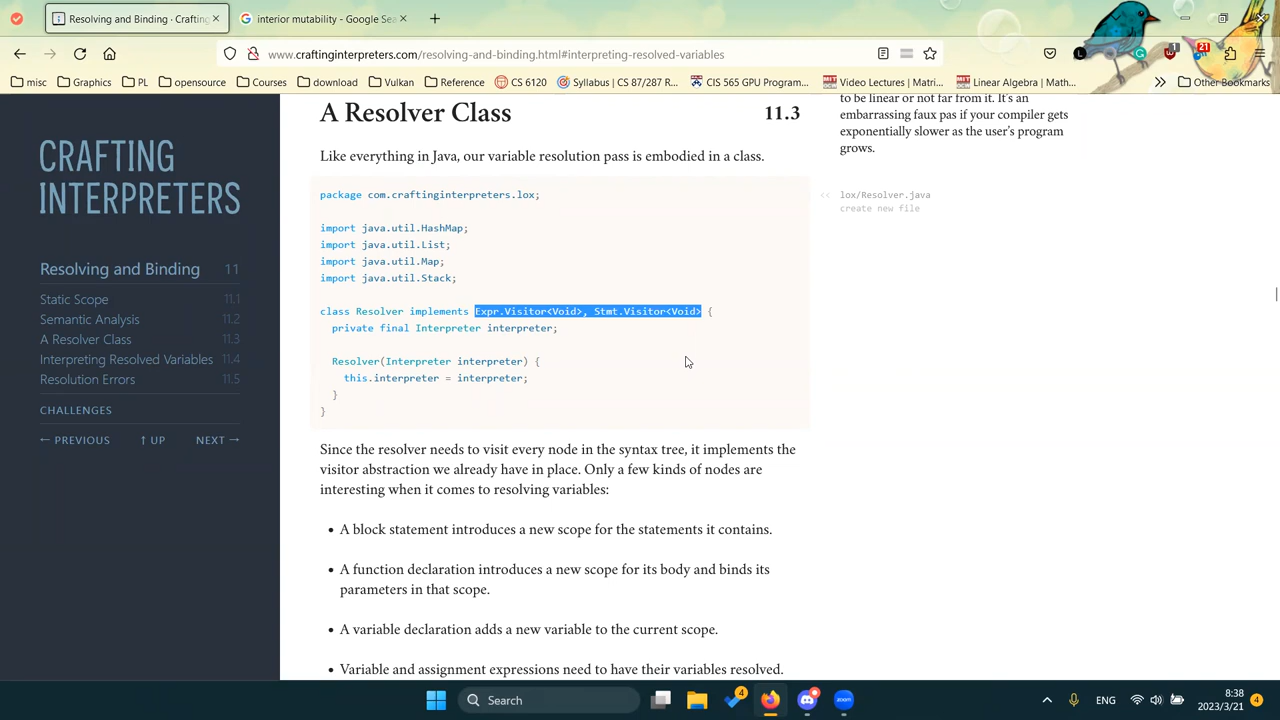 Resolving and Binding · Crafting
interior mutability - Google Sea
www.craftinginterpreters.com/resolving-and-binding.html#interpreting-resolved-variables
1
21
misc
Graphics
PL
opensource
Courses
download
Vulkan
Reference
CS 6120
Syllabus | CS 87/287 R...
CIS 565 GPU Program...
Video Lectures | Matri...
Linear Algebra | Math...
Other Bookmarks
CRAFTING
INTERPRETERS
Resolving and Binding 11
Static Scope 11.1
Semantic Analysis 11.2
A Resolver Class 11.3
Interpreting Resolved Variables 11.4
Resolution Errors 11.5
CHALLENGES
← PREVIOUS ↑ UP NEXT →
A Resolver Class 11.3
Like everything in Java, our variable resolution pass is embodied in a class.
package com.craftinginterpreters.lox;
import java.util.HashMap;
import java.util.List;
import java.util.Map;
import java.util.Stack;
class Resolver implements Expr.Visitor<Void>, Stmt.Visitor<Void> {
private final Interpreter interpreter;
Resolver(Interpreter interpreter) {
this.interpreter = interpreter;
}
}
Since the resolver needs to visit every node in the syntax tree, it implements the
visitor abstraction we already have in place. Only a few kinds of nodes are
interesting when it comes to resolving variables:
• A block statement introduces a new scope for the statements it contains.
• A function declaration introduces a new scope for its body and binds its
parameters in that scope.
• A variable declaration adds a new variable to the current scope.
• Variable and assignment expressions need to have their variables resolved.
to be linear or not far from it. It's an
embarrassing faux pas if your compiler gets
exponentially slower as the user's program
grows.
<< lox/Resolver.java
create new file
Search
4
zoom
ENG
8:38
2023/3/21
4